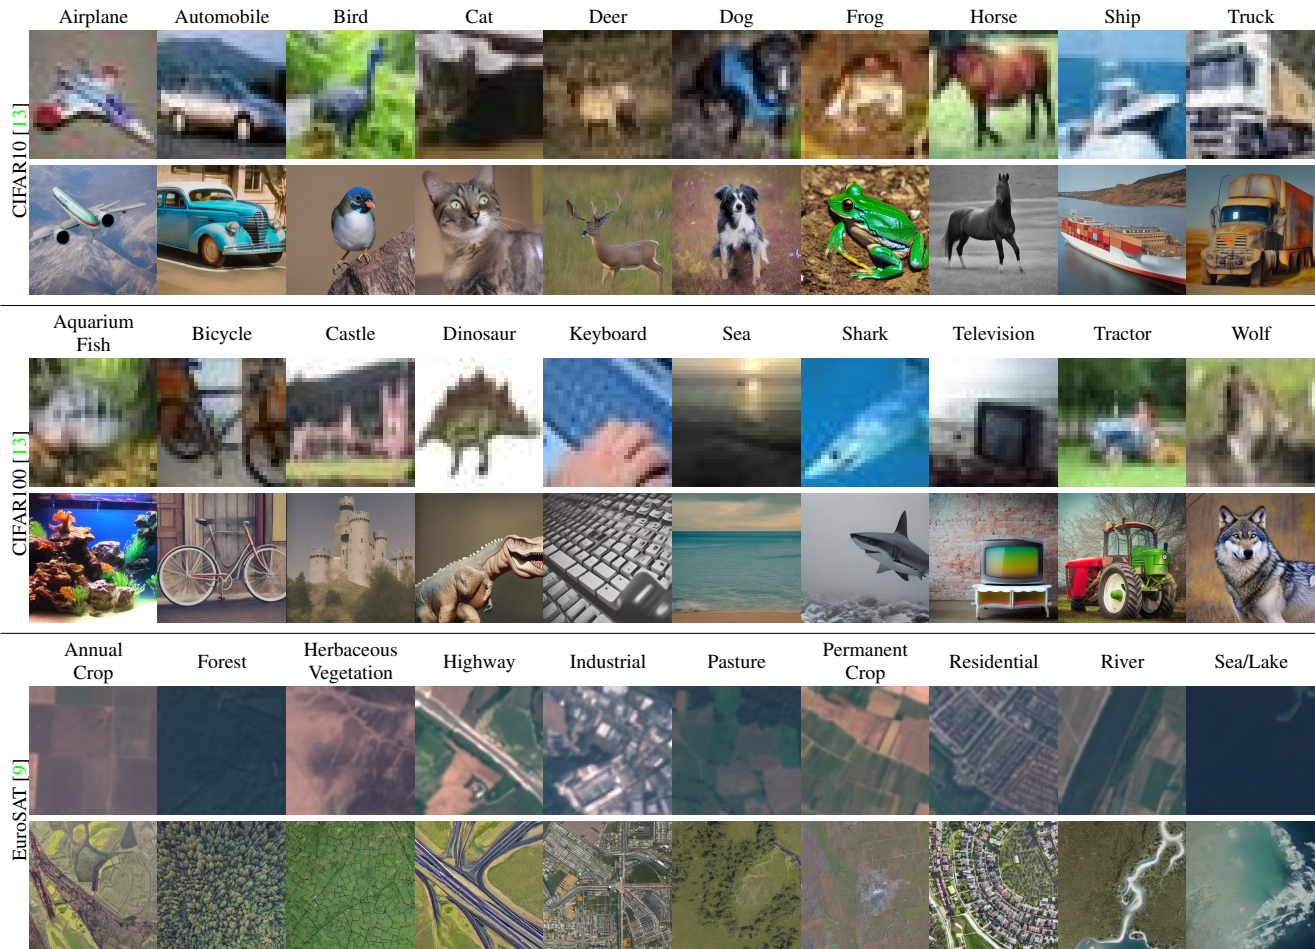 Airplane Automobile Bird Cat Deer Dog Frog Horse Ship Truck
CIFAR10 [13]
Aquarium Fish Bicycle Castle Dinosaur Keyboard Sea Shark Television Tractor Wolf
CIFAR100 [13]
Annual Crop Forest Herbaceous Vegetation Highway Industrial Pasture Permanent Crop Residential River Sea/Lake
EuroSAT [9]